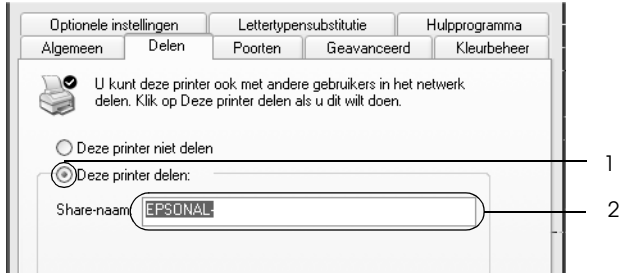 Optionele instellingen Lettertypensubstitutie Hulpprogramma
Algemeen Delen Poorten Geavanceerd Kleurbeheer
U kunt deze printer ook met andere gebruikers in het netwerk
delen. Klik op Deze printer delen als u dit wilt doen.
Deze printer niet delen
Deze printer delen:
1
Share-naam EPSONAL-
2